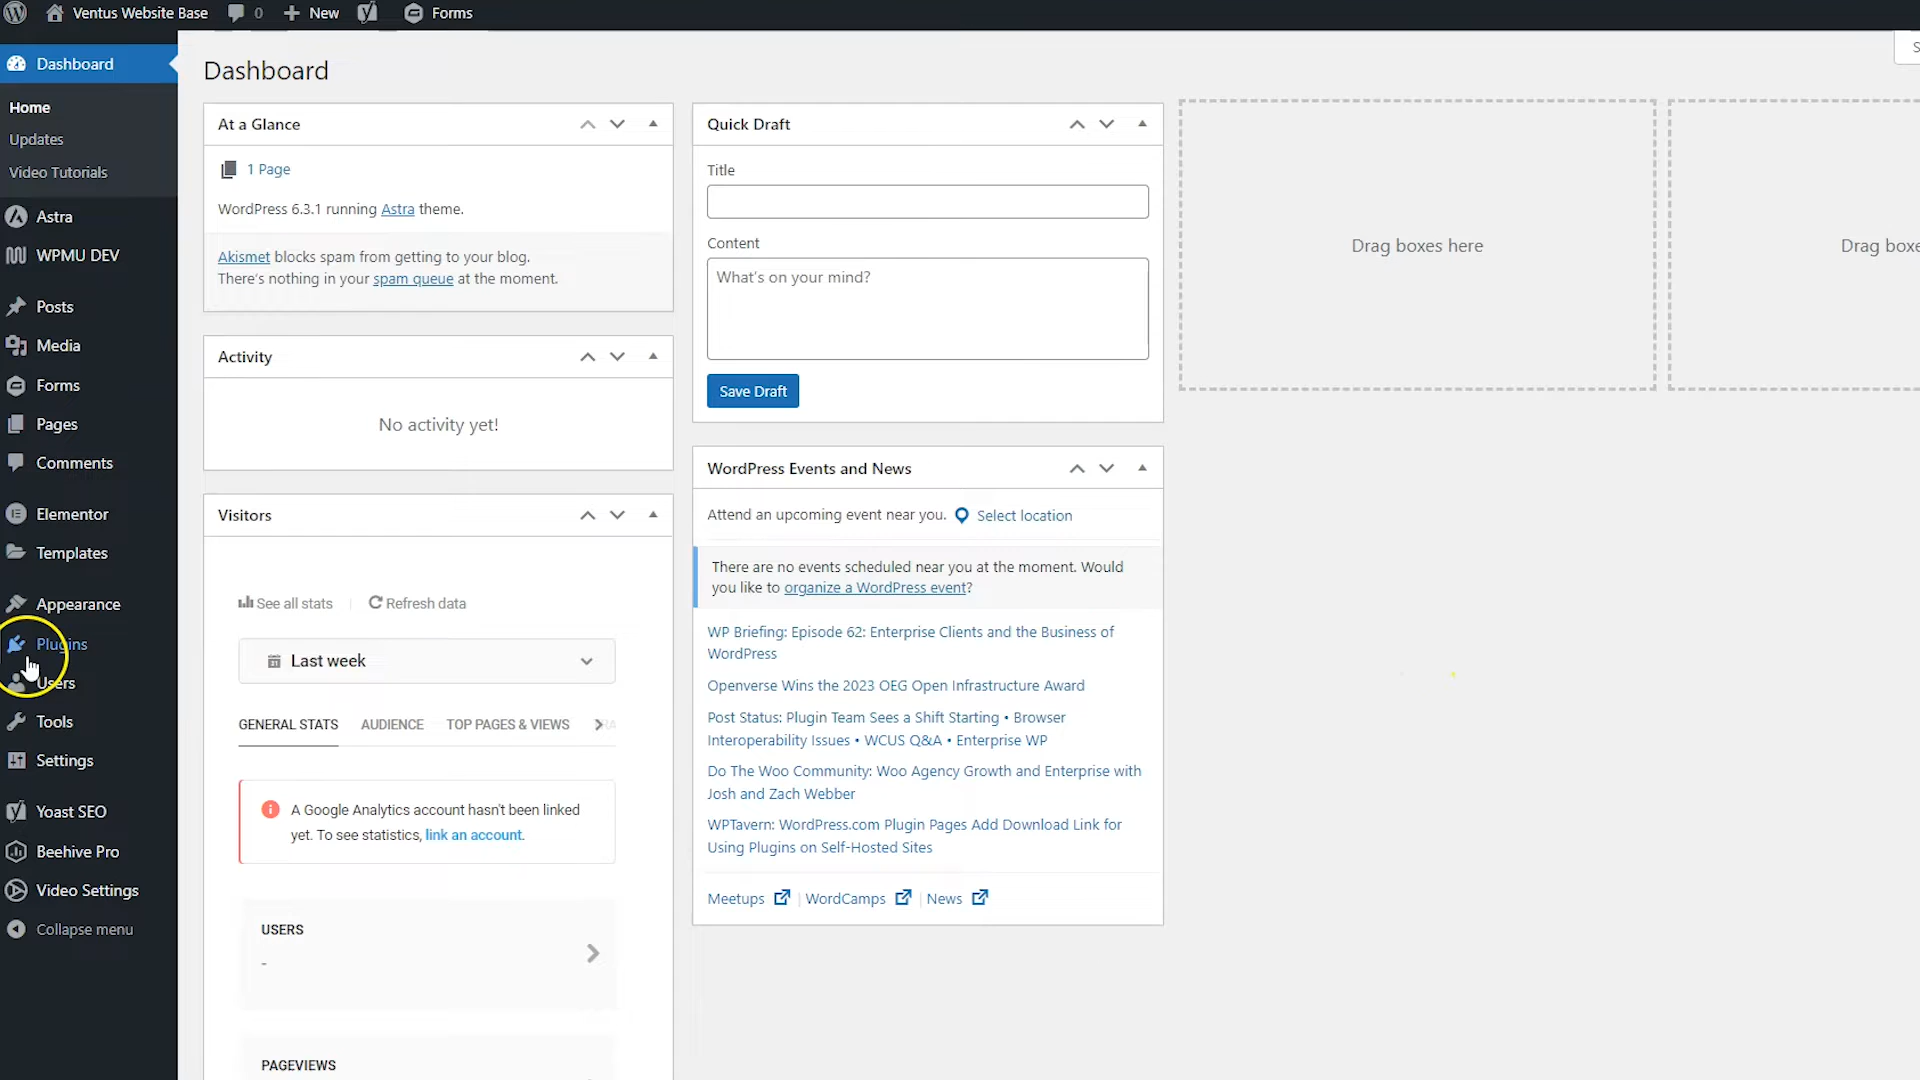 Ventus Website Base 0 New Forms
Dashboard
Home
Updates
Video Tutorials
Astra
WPMU DEV
Posts
Media
Forms
Pages
Comments
Elementor
Templates
Appearance
Plugins
Users
Tools
Settings
Yoast SEO
Beehive Pro
Video Settings
Collapse menu
Dashboard
At a Glance
1 Page
WordPress 6.3.1 running Astra theme.
Akismet blocks spam from getting to your blog.
There's nothing in your spam queue at the moment.
Activity
No activity yet!
Visitors
See all stats | Refresh data
Last week
GENERAL STATS AUDIENCE TOP PAGES & VIEWS
A Google Analytics account hasn't been linked
yet. To see statistics, link an account.
USERS
-
PAGEVIEWS
Quick Draft
Title
Content
What's on your mind?
Save Draft
WordPress Events and News
Attend an upcoming event near you. Select location
There are no events scheduled near you at the moment. Would
you like to organize a WordPress event?
WP Briefing: Episode 62: Enterprise Clients and the Business of
WordPress
Openverse Wins the 2023 OEG Open Infrastructure Award
Post Status: Plugin Team Sees a Shift Starting • Browser
Interoperability Issues • WCUS Q&A • Enterprise WP
Do The Woo Community: Woo Agency Growth and Enterprise with
Josh and Zach Webber
WPTavern: WordPress.com Plugin Pages Add Download Link for
Using Plugins on Self-Hosted Sites
Meetups | WordCamps | News
Drag boxes here
Drag boxe
S